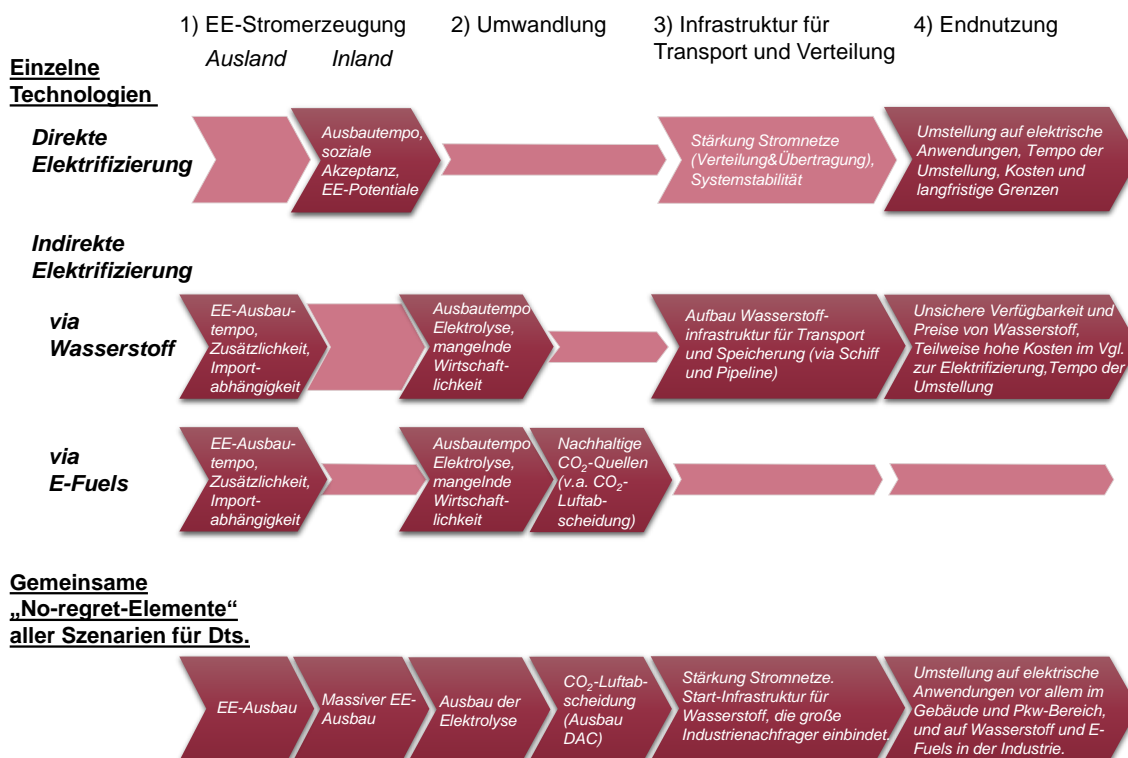 1) EE-Stromerzeugung
2) Umwandlung
3) Infrastruktur für
Transport und Verteilung
4) Endnutzung
Ausland
Inland
Einzelne
Technologien
Direkte
Elektrifizierung
Ausbautempo,
soziale
Akzeptanz,
EE-Potentiale
Stärkung Stromnetze
(Verteilung&Übertragung),
Systemstabilität
Umstellung auf elektrische
Anwendungen, Tempo der
Umstellung, Kosten und
langfristige Grenzen
Indirekte
Elektrifizierung
via
Wasserstoff
EE-Ausbau-
tempo,
Zusätzlichkeit,
Import-
abhängigkeit
Ausbautempo
Elektrolyse,
mangelnde
Wirtschaft-
lichkeit
Aufbau Wasserstoff-
infrastruktur für Transport
und Speicherung (via Schiff
und Pipeline)
Unsichere Verfügbarkeit und
Preise von Wasserstoff,
Teilweise hohe Kosten im Vgl.
zur Elektrifizierung,Tempo der
Umstellung
via
E-Fuels
EE-Ausbau-
tempo,
Zusätzlichkeit,
Import-
abhängigkeit
Ausbautempo
Elektrolyse,
mangelnde
Wirtschaft-
lichkeit
Nachhaltige
CO₂-Quellen
(v.a. CO₂-
Luftab-
scheidung)
Gemeinsame
„No-regret-Elemente“
aller Szenarien für Dts.
EE-Ausbau
Massiver EE-
Ausbau
Ausbau der
Elektrolyse
CO₂-Luftab-
scheidung
(Ausbau
DAC)
Stärkung Stromnetze.
Start-Infrastruktur für
Wasserstoff, die große
Industrienachfrager einbindet.
Umstellung auf elektrische
Anwendungen vor allem im
Gebäude und Pkw-Bereich,
und auf Wasserstoff und E-
Fuels in der Industrie.